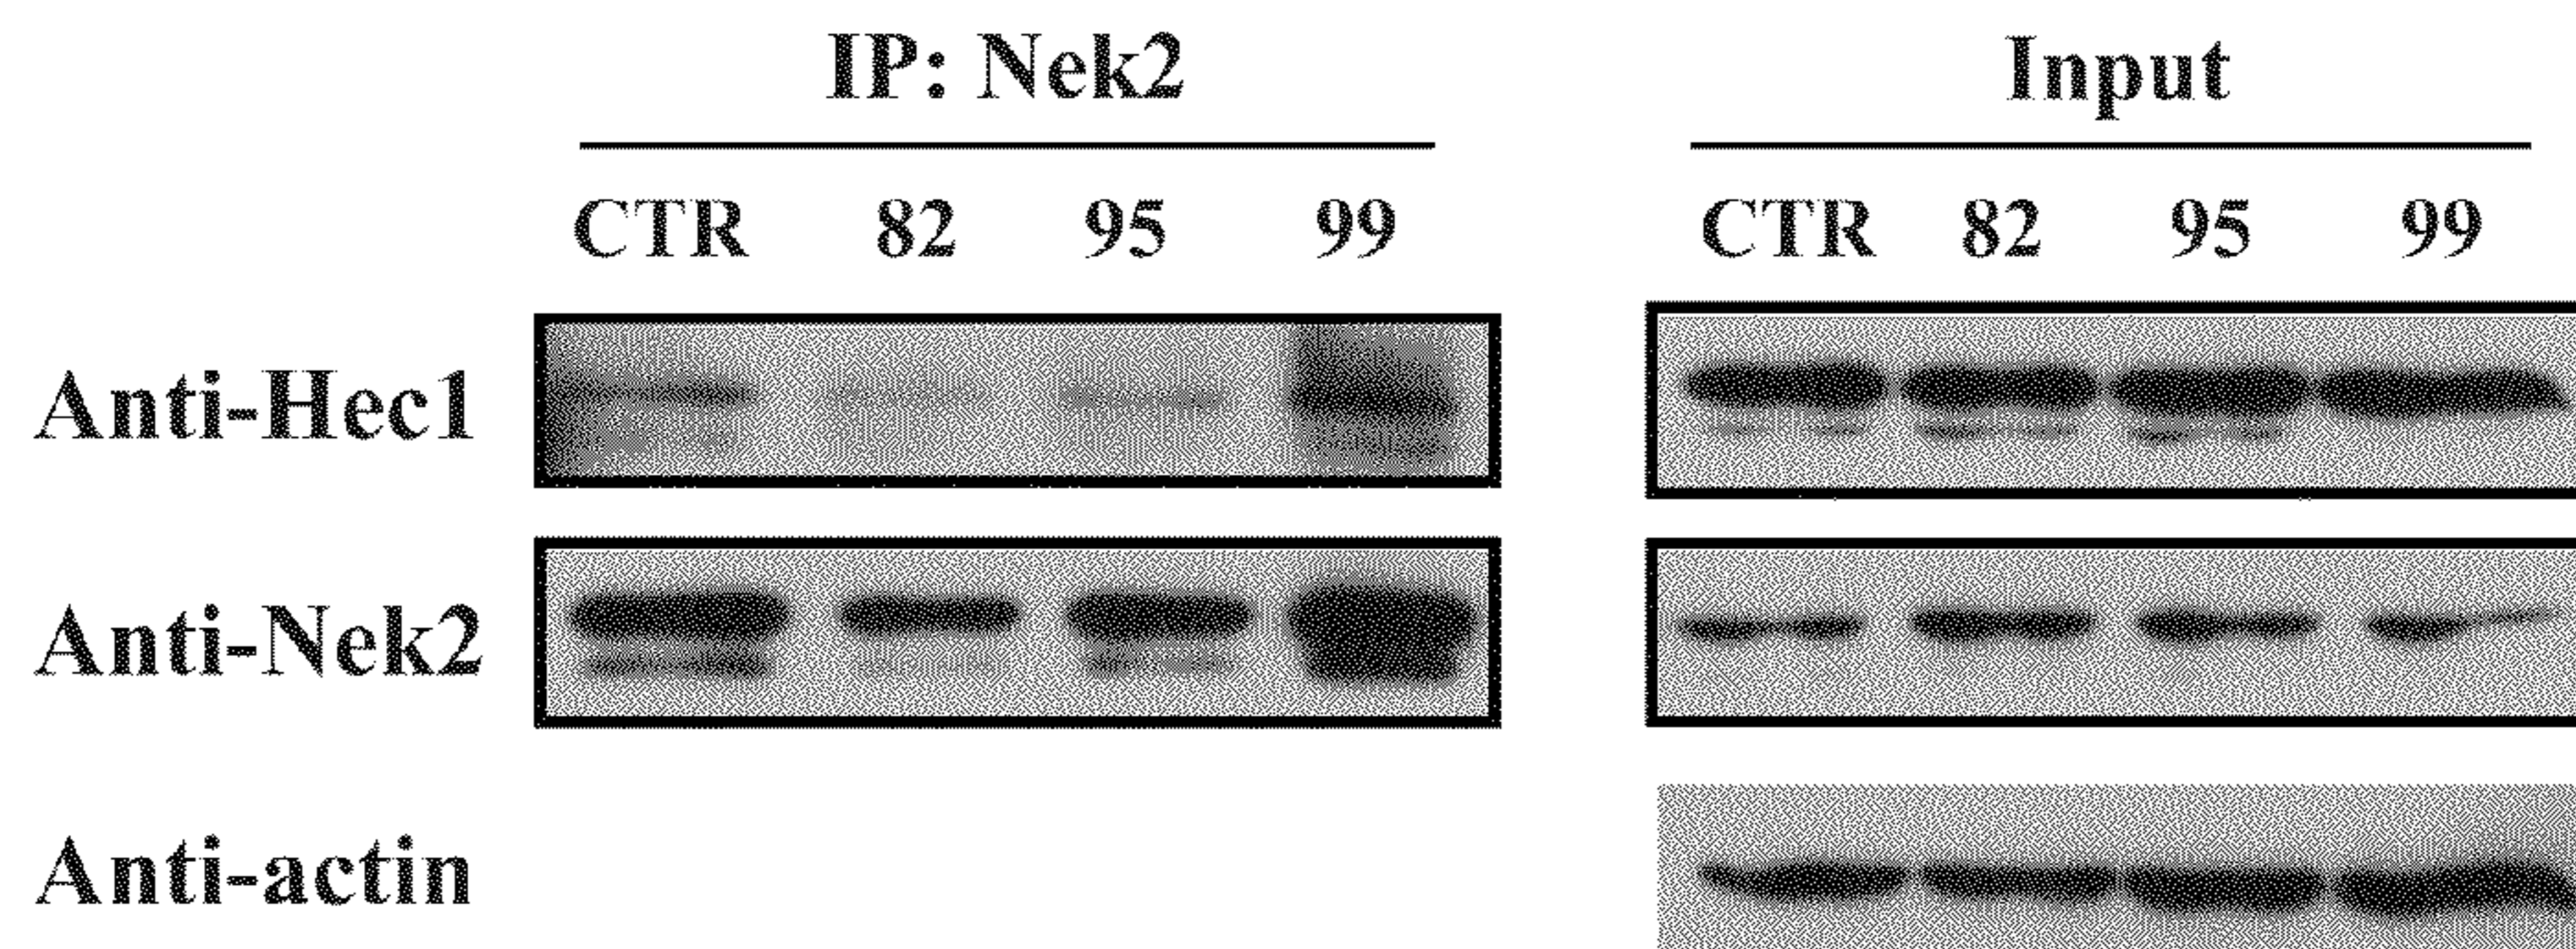 IP: Nek2 Input
CTR 82 95 99 CTR 82 95 99
Anti-Hec1
Anti-Nek2
Anti-actin